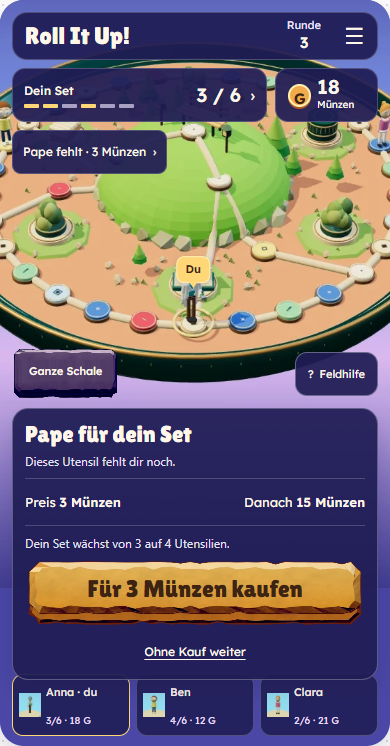 Roll It Up!
Runde
3
Dein Set
3 / 6 ›
G
18
Münzen
Pape fehlt · 3 Münzen ›
Du
Ganze Schale
? Feldhilfe
Pape für dein Set
Dieses Utensil fehlt dir noch.
Preis 3 Münzen
Danach 15 Münzen
Dein Set wächst von 3 auf 4 Utensilien.
Für 3 Münzen kaufen
Ohne Kauf weiter
Anna · du
3/6 · 18 G
Ben
4/6 · 12 G
Clara
2/6 · 21 G